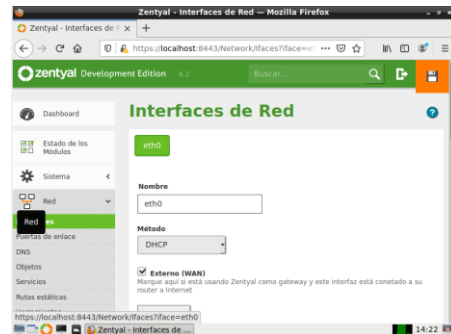 Zentyal - Interfaces de Red — Mozilla Firefox
Zentyal - Interfaces de R
https://localhost:8443/Network/Ifaces?iface=et
zentyal Development Edition 6.2
Buscar...
Dashboard
Estado de los
Módulos
Sistema
Red
Red
es
Puertas de enlace
DNS
Objetos
Servicios
Rutas estáticas
Interfaces de Red
eth0
Nombre
eth0
Método
DHCP
Externo (WAN)
Marque aquí si está usando Zentyal como gateway y este interfaz está conetado a su
router a Internet
https://localhost:8443/Network/Ifaces?iface=eth0
Zentyal - Interfaces de ...
14:22